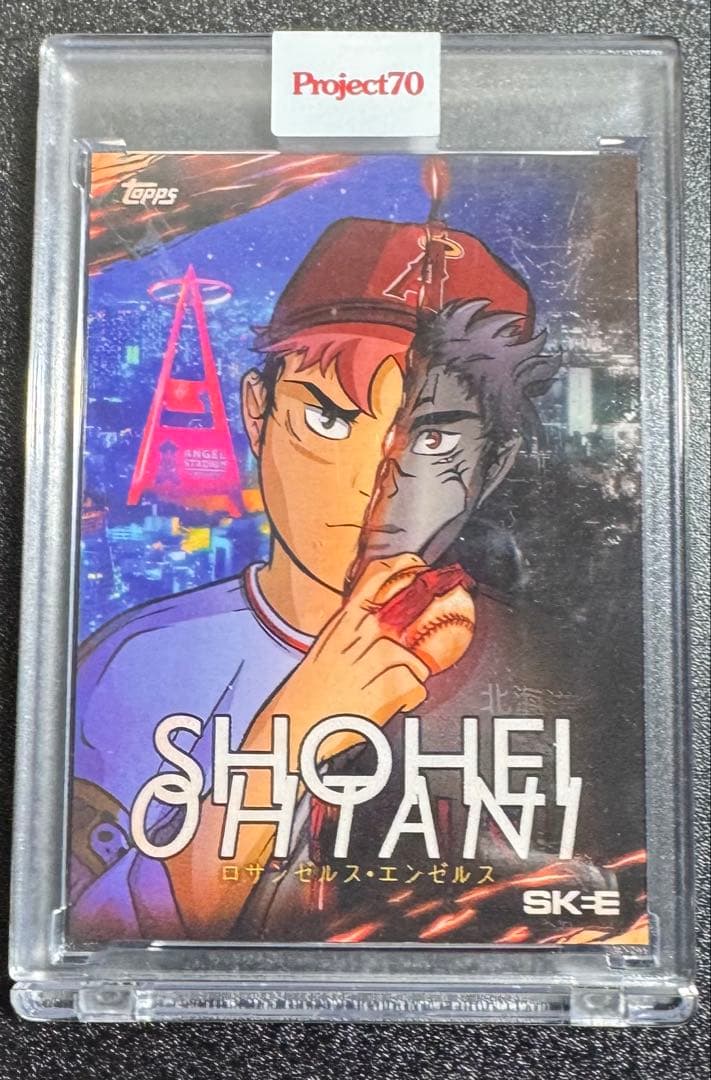 Project70
Topps
A
ANGEL
STADIUM
北海
SHOHEI
OHTANI
ロサンゼルス・エンゼルス
SKEE